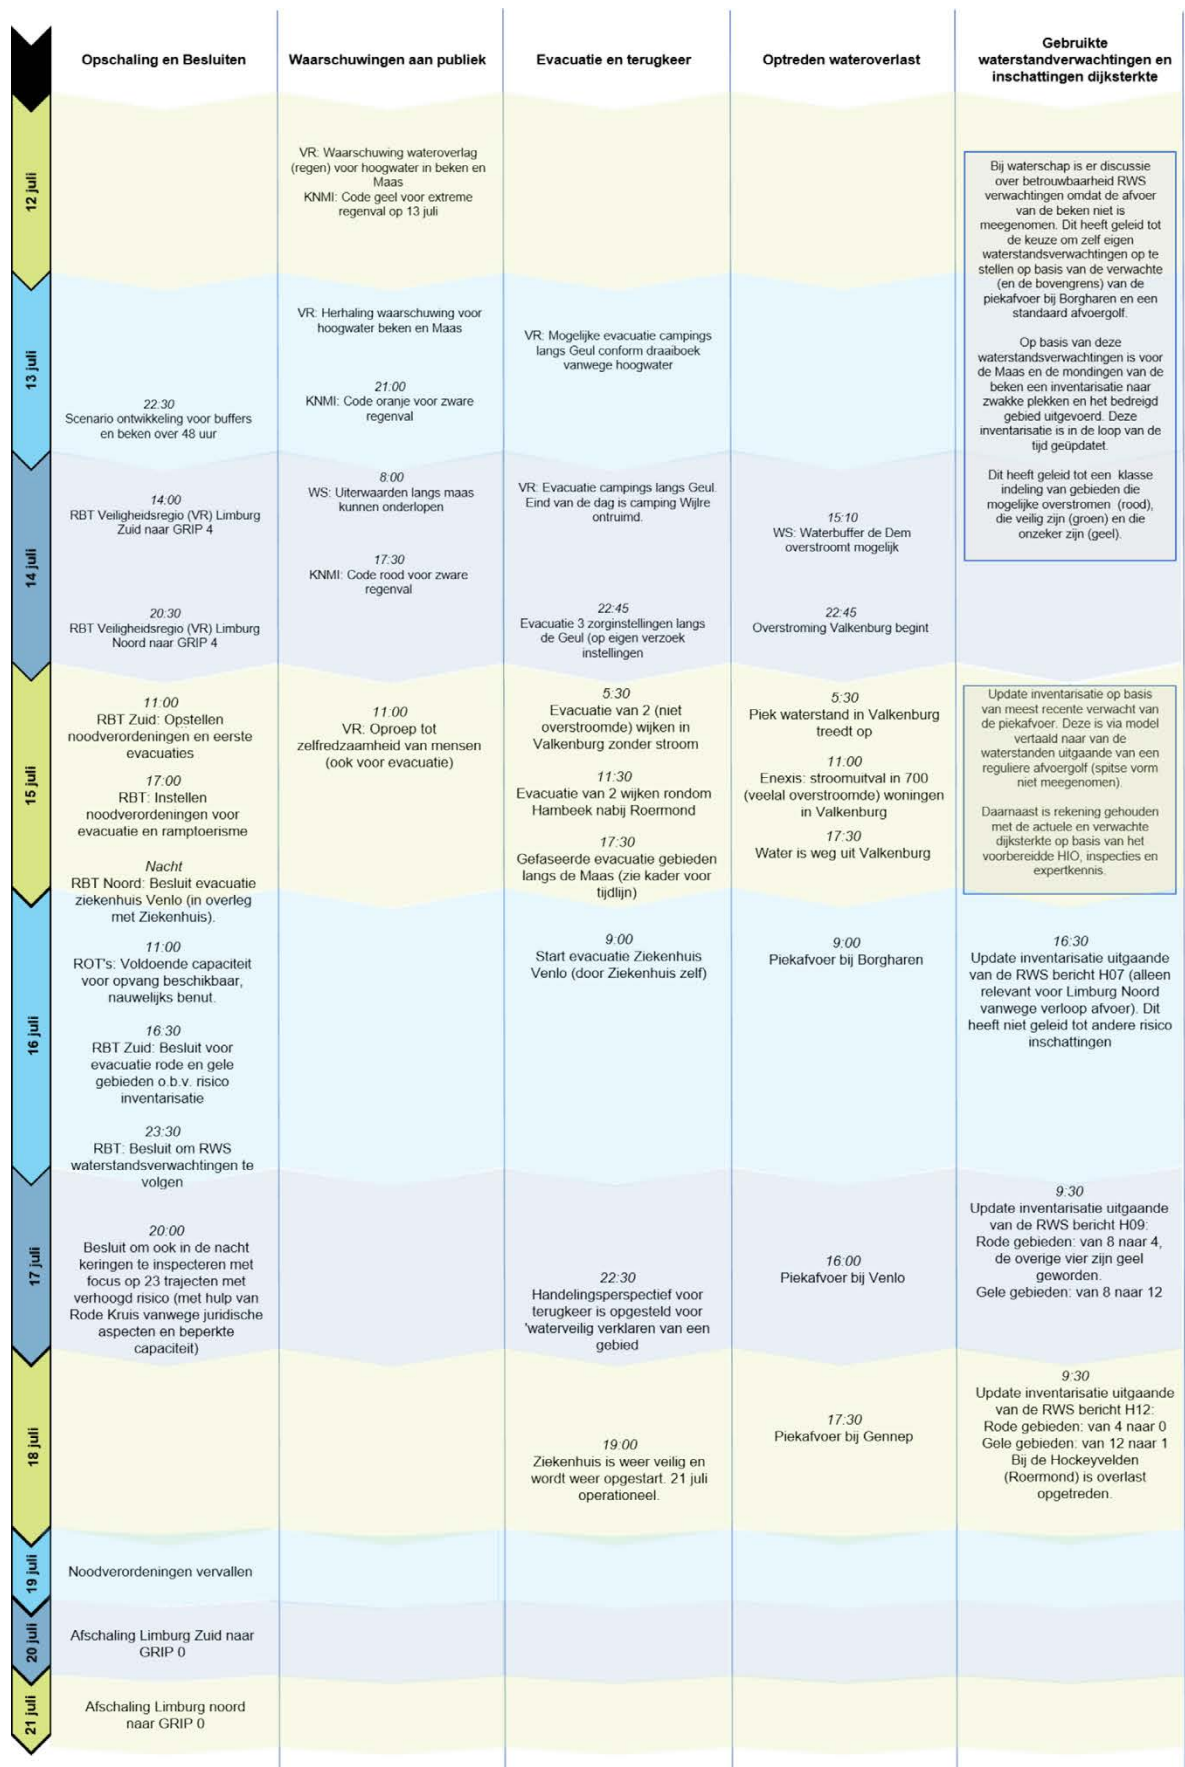 Opschaling en Besluiten
Waarschuwingen aan publiek
Evacuatie en terugkeer
Optreden wateroverlast
Gebruikte
waterstandverwachtingen en
inschattingen dijksterkte
12 juli
VR: Waarschuwing wateroverlag
(regen) voor hoogwater in beken en
Maas
KNMI: Code geel voor extreme
regenval op 13 juli
Bij waterschap is er discussie
over betrouwbaarheid RWS
verwachtingen omdat de afvoer
van de beken niet is
meegenomen. Dit heeft geleid tot
de keuze om zelf eigen
waterstandsverwachtingen op te
stellen op basis van de verwachte
(en de bovengrens) van de
piekafvoer bij Borgharen en een
standaard afvoergolf.
Op basis van deze
waterstandsverwachtingen is voor
de Maas en de mondingen van de
beken een inventarisatie naar
zwakke plekken en het bedreigd
gebied uitgevoerd. Deze
inventarisatie is in de loop van de
tijd geüpdatet.
Dit heeft geleid tot een klasse
indeling van gebieden die
mogelijke overstromen (rood),
die veilig zijn (groen) en die
onzeker zijn (geel).
13 juli
22:30
Scenario ontwikkeling voor buffers
en beken over 48 uur
VR: Herhaling waarschuwing voor
hoogwater beken en Maas
21:00
KNMI: Code oranje voor zware
regenval
VR: Mogelijke evacuatie campings
langs Geul conform draaiboek
vanwege hoogwater
14 juli
14:00
RBT Veiligheidsregio (VR) Limburg
Zuid naar GRIP 4
20:30
RBT Veiligheidsregio (VR) Limburg
Noord naar GRIP 4
8:00
WS: Uiterwaarden langs maas
kunnen onderlopen
17:30
KNMI: Code rood voor zware
regenval
VR: Evacuatie campings langs Geul.
Eind van de dag is camping Wijlre
ontruimd.
22:45
Evacuatie 3 zorginstellingen langs
de Geul (op eigen verzoek
instellingen
15:10
WS: Waterbuffer de Dem
overstroomt mogelijk
22:45
Overstroming Valkenburg begint
15 juli
11:00
RBT Zuid: Opstellen
noodverordeningen en eerste
evacuaties
17:00
RBT: Instellen
noodverordeningen voor
evacuatie en ramptoerisme
Nacht
RBT Noord: Besluit evacuatie
ziekenhuis Venlo (in overleg
met Ziekenhuis).
11:00
VR: Oproep tot
zelfredzaamheid van mensen
(ook voor evacuatie)
5:30
Evacuatie van 2 (niet
overstroomde) wijken in
Valkenburg zonder stroom
11:30
Evacuatie van 2 wijken rondom
Hambeek nabij Roermond
17:30
Gefaseerde evacuatie gebieden
langs de Maas (zie kader voor
tijdlijn)
5:30
Piek waterstand in Valkenburg
treedt op
11:00
Enexis: stroomuitval in 700
(veelal overstroomde) woningen
in Valkenburg
17:30
Water is weg uit Valkenburg
Update inventarisatie op basis
van meest recente verwacht van
de piekafvoer. Deze is via model
vertaald naar van de
waterstanden uitgaande van een
reguliere afvoergolf (spitse vorm
niet meegenomen).
Daarnaast is rekening gehouden
met de actuele en verwachte
dijksterkte op basis van het
voorbereidde HIO, inspecties en
expertkennis.
16 juli
11:00
ROT's: Voldoende capaciteit
voor opvang beschikbaar,
nauwelijks benut.
16:30
RBT Zuid: Besluit voor
evacuatie rode en gele
gebieden o.b.v. risico
inventarisatie
23:30
RBT: Besluit om RWS
waterstandsverwachtingen te
volgen
9:00
Start evacuatie Ziekenhuis
Venlo (door Ziekenhuis zelf)
9:00
Piekafvoer bij Borgharen
16:30
Update inventarisatie uitgaande
van de RWS bericht H07 (alleen
relevant voor Limburg Noord
vanwege verloop afvoer). Dit
heeft niet geleid tot andere risico
inschattingen
17 juli
20:00
Besluit om ook in de nacht
keringen te inspecteren met
focus op 23 trajecten met
verhoogd risico (met hulp van
Rode Kruis vanwege juridische
aspecten en beperkte
capaciteit)
22:30
Handelingsperspectief voor
terugkeer is opgesteld voor
'waterveilig verklaren van een
gebied
16:00
Piekafvoer bij Venlo
9:30
Update inventarisatie uitgaande
van de RWS bericht H09:
Rode gebieden: van 8 naar 4,
de overige vier zijn geel
geworden.
Gele gebieden: van 8 naar 12
18 juli
19:00
Ziekenhuis is weer veilig en
wordt weer opgestart. 21 juli
operationeel.
17:30
Piekafvoer bij Gennep
9:30
Update inventarisatie uitgaande
van de RWS bericht H12:
Rode gebieden: van 4 naar 0
Gele gebieden: van 12 naar 1
Bij de Hockeyvelden
(Roermond) is overlast
opgetreden.
19 juli
Noodverordeningen vervallen
20 juli
Afschaling Limburg Zuid naar
GRIP 0
21 juli
Afschaling Limburg noord
naar GRIP 0